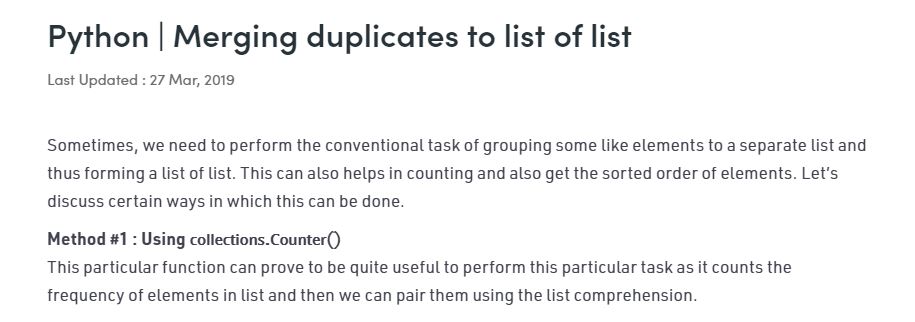 Python | Merging duplicates to list of list
Last Updated : 27 Mar, 2019
Sometimes, we need to perform the conventional task of grouping some like elements to a separate list and
thus forming a list of list. This can also helps in counting and also get the sorted order of elements. Let's
discuss certain ways in which this can be done.
Method #1 : Using collections.Counter()
This particular function can prove to be quite useful to perform this particular task as it counts the
frequency of elements in list and then we can pair them using the list comprehension.